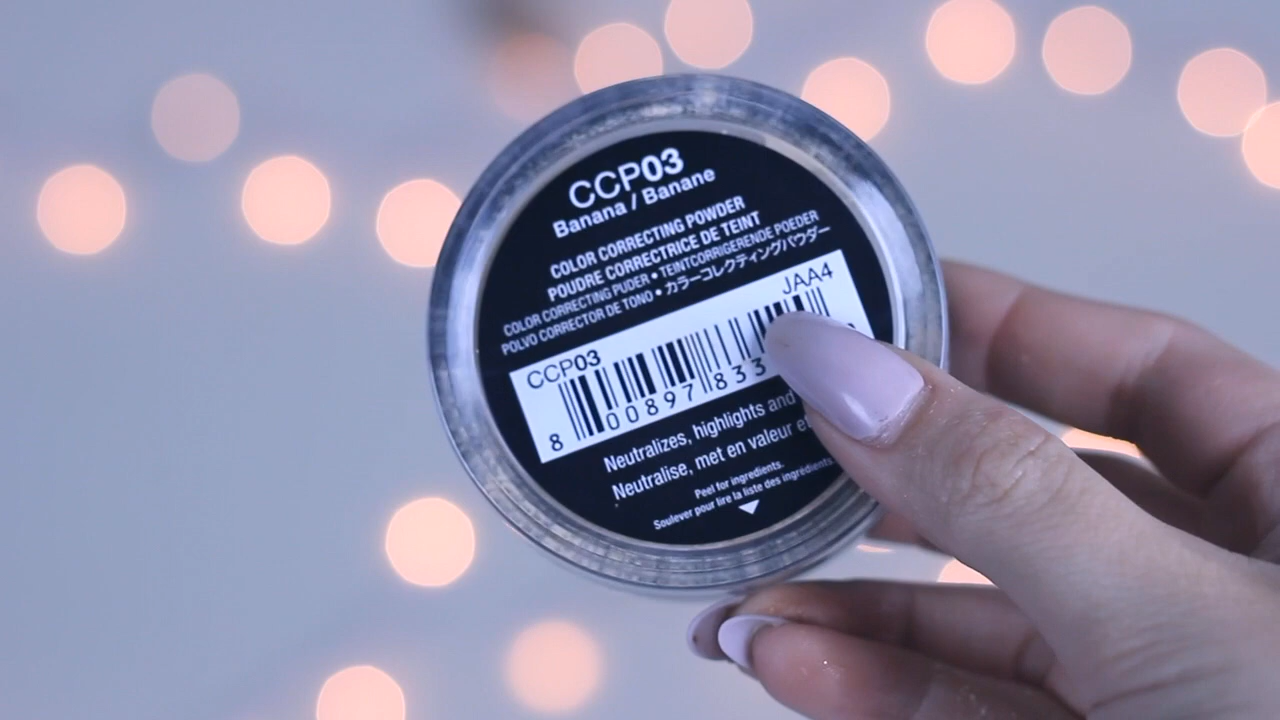 CCP03
Banana / Banane
COLOR CORRECTING POWDER
POUDRE CORRECTRICE DE TEINT
COLOR CORRECTING PUDER • TEINTCORRIGERENDE POEDER
POLVO CORRECTOR DE TONO • カラーコレクティングパウダー
JAA4
CCP03
8 00897 833
Neutralizes, highlights and
Neutralise, met en valeur et
Peel for ingredients.
Soulever pour lire la liste des ingrédients.